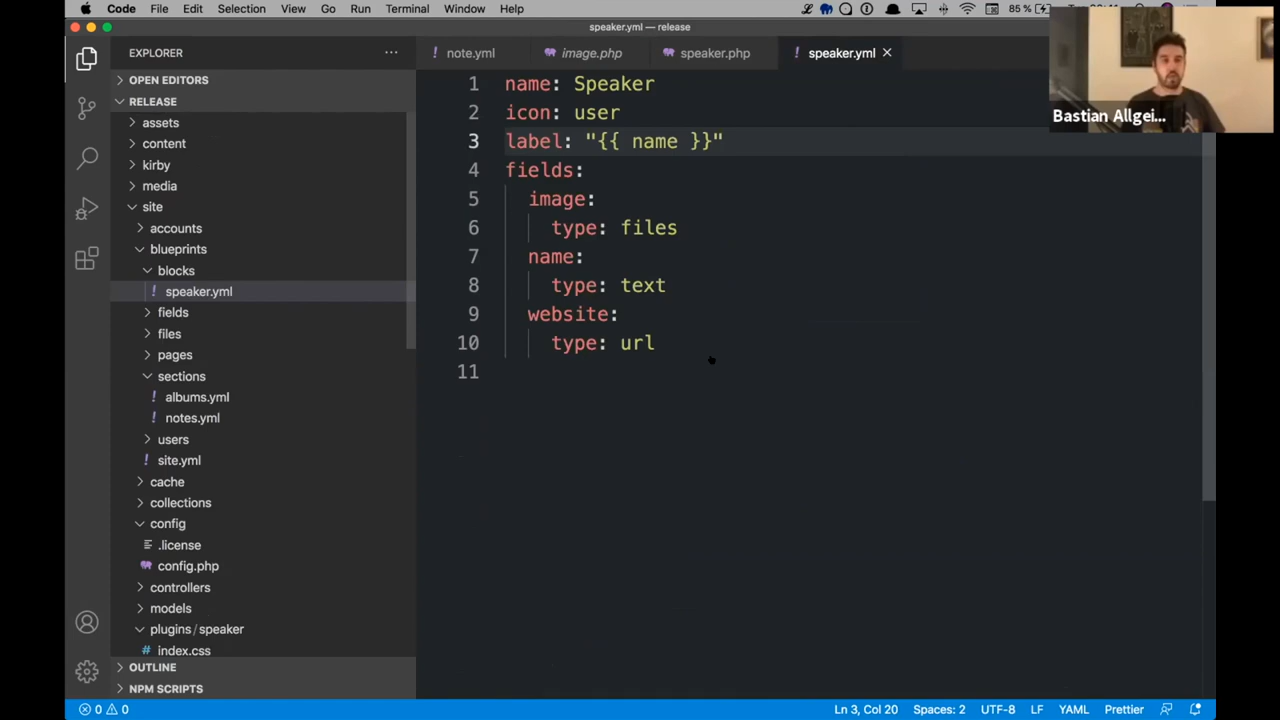 Code File Edit Selection View Go Run Terminal Window Help 85 %
speaker.yml — release
EXPLORER
note.yml image.php speaker.php speaker.yml
Bastian Allgei...
OPEN EDITORS
RELEASE
assets
content
kirby
media
site
accounts
blueprints
blocks
speaker.yml
fields
files
pages
sections
albums.yml
notes.yml
users
site.yml
cache
collections
config
.license
config.php
controllers
models
plugins / speaker
index.css
OUTLINE
NPM SCRIPTS
1 name: Speaker
2 icon: user
3 label: "{{ name }}"
4 fields:
5 image:
6 type: files
7 name:
8 type: text
9 website:
10 type: url
11
0 0 Ln 3, Col 20 Spaces: 2 UTF-8 LF YAML Prettier